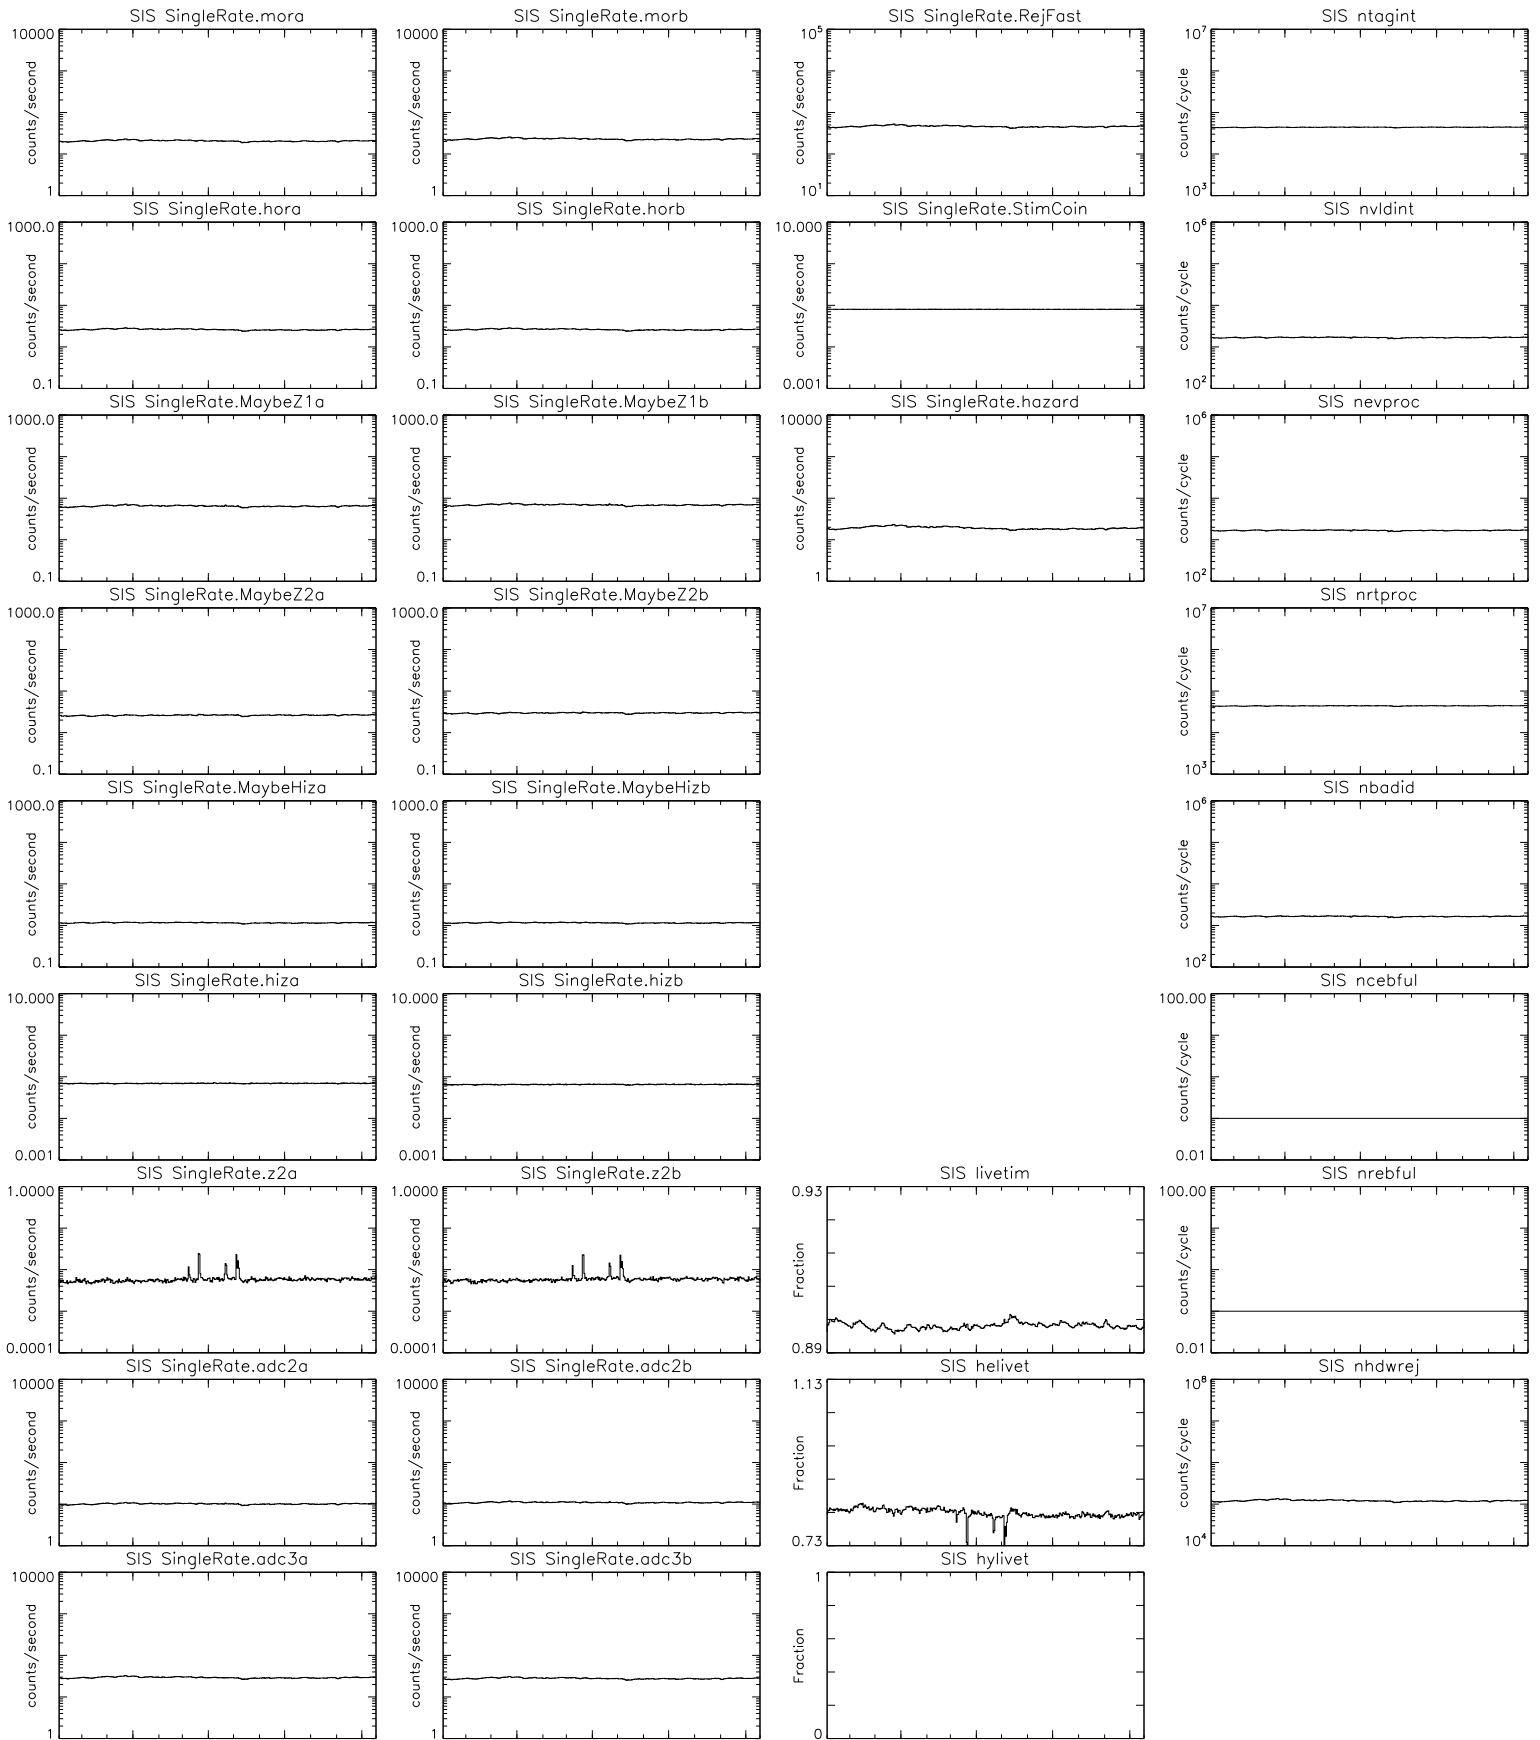 SIS SingleRate.mora
10000
counts/second
1
SIS SingleRate.morb
10000
counts/second
1
SIS SingleRate.RejFast
10^5
counts/second
10^1
SIS ntagint
10^7
counts/cycle
10^3
SIS SingleRate.hora
1000.0
counts/second
0.1
SIS SingleRate.horb
1000.0
counts/second
0.1
SIS SingleRate.StimCoin
10.000
counts/second
0.001
SIS nvldint
10^6
counts/cycle
10^2
SIS SingleRate.MaybeZ1a
1000.0
counts/second
0.1
SIS SingleRate.MaybeZ1b
1000.0
counts/second
0.1
SIS SingleRate.hazard
10000
counts/second
1
SIS nevproc
10^6
counts/cycle
10^2
SIS SingleRate.MaybeZ2a
1000.0
counts/second
0.1
SIS SingleRate.MaybeZ2b
1000.0
counts/second
0.1
SIS nrtproc
10^7
counts/cycle
10^3
SIS SingleRate.MaybeHiza
1000.0
counts/second
0.1
SIS SingleRate.MaybeHizb
1000.0
counts/second
0.1
SIS nbadid
10^6
counts/cycle
10^2
SIS SingleRate.hiza
10.000
counts/second
0.001
SIS SingleRate.hizb
10.000
counts/second
0.001
SIS ncebful
100.00
counts/cycle
0.01
SIS SingleRate.z2a
1.0000
counts/second
0.0001
SIS SingleRate.z2b
1.0000
counts/second
0.0001
SIS livetim
0.93
Fraction
0.89
SIS nrebful
100.00
counts/cycle
0.01
SIS SingleRate.adc2a
10000
counts/second
1
SIS SingleRate.adc2b
10000
counts/second
1
SIS helivet
1.13
Fraction
0.73
SIS nhdwrej
10^8
counts/cycle
10^4
SIS SingleRate.adc3a
10000
counts/second
1
SIS SingleRate.adc3b
10000
counts/second
1
SIS hylivet
1
Fraction
0